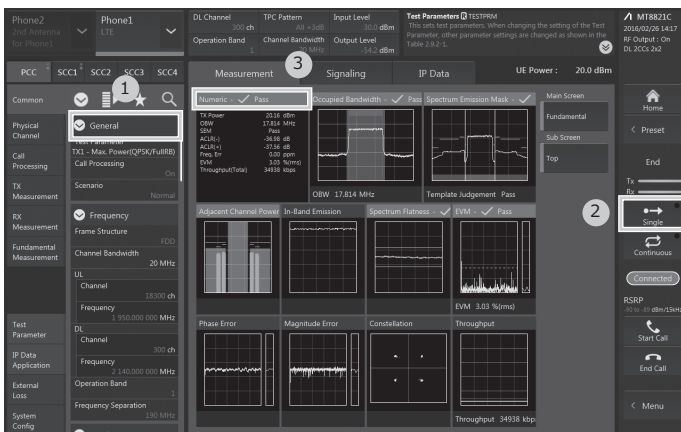 Phone2
2nd Antenna
for Phone1
Phone1
LTE
DL Channel
300 ch
TPC Pattern
All +3dB
Input Level
30.0 dBm
Operation Band
1
Channel Bandwidth
20 MHz
Output Level
-54.2 dBm
Test Parameters TESTPRM
This sets test parameters. When changing the setting of the Test
Parameter, other parameter settings are changed as shown in the
Table 2.9.2-1.
MT8821C
2016/02/26 14:17
RF Output : On
DL 2CCs 2x2
PCC
SCC1
SCC2
SCC3
SCC4
Measurement
Signaling
IP Data
UE Power : 20.0 dBm
1
3
2
Common
Physical
Channel
Call
Processing
TX
Measurement
RX
Measurement
Fundamental
Measurement
Test
Parameter
IP Data
Application
External
Loss
System
Config
General
Test Parameter
TX1 - Max. Power(QPSK/FullRB)
Call Processing
On
Scenario
Normal
Frequency
Frame Structure
FDD
Channel Bandwidth
20 MHz
UL
Channel
18300 ch
Frequency
1 950.000 000 MHz
DL
Channel
300 ch
Frequency
2 140.000 000 MHz
Operation Band
1
Frequency Separation
190 MHz
Numeric - Pass
TX Power 20.16 dBm
OBW 17.814 MHz
SEM Pass
ACLR(-) -36.98 dB
ACLR(+) -37.56 dB
Freq. Err 0.00 ppm
EVM 3.03 %(rms)
Throughput(Total) 34938 kbps
Occupied Bandwidth - Pass
OBW 17.814 MHz
Spectrum Emission Mask - Pass
Template Judgement Pass
Adjacent Channel Power
In-Band Emission
Spectrum Flatness -
EVM - Pass
EVM 3.03 %(rms)
Phase Error
Magnitude Error
Constellation
Throughput
Throughput 34938 kbp
Main Screen
Fundamental
Sub Screen
Top
Home
Preset
End
Tx
Rx
Single
Continuous
Connected
RSRP
-90 to -89 dBm/15kHz
Start Call
End Call
Menu